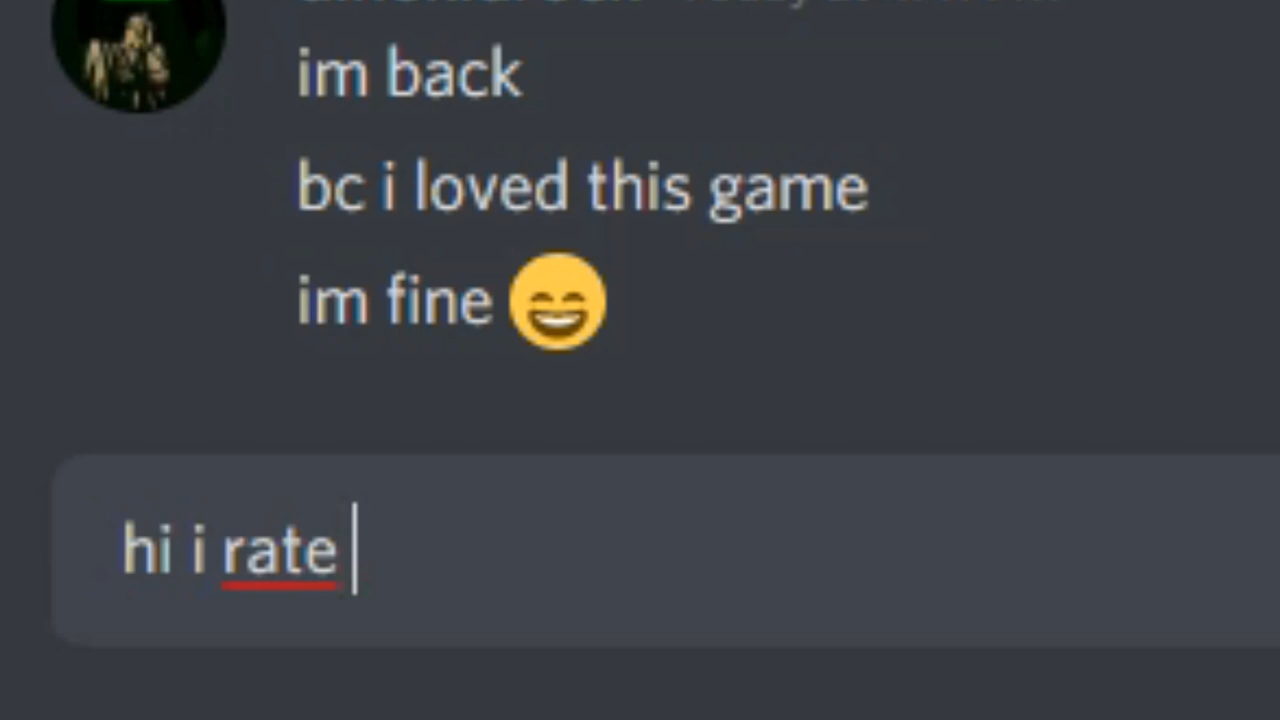 im back
bc i loved this game
im fine 😄
hi i rate